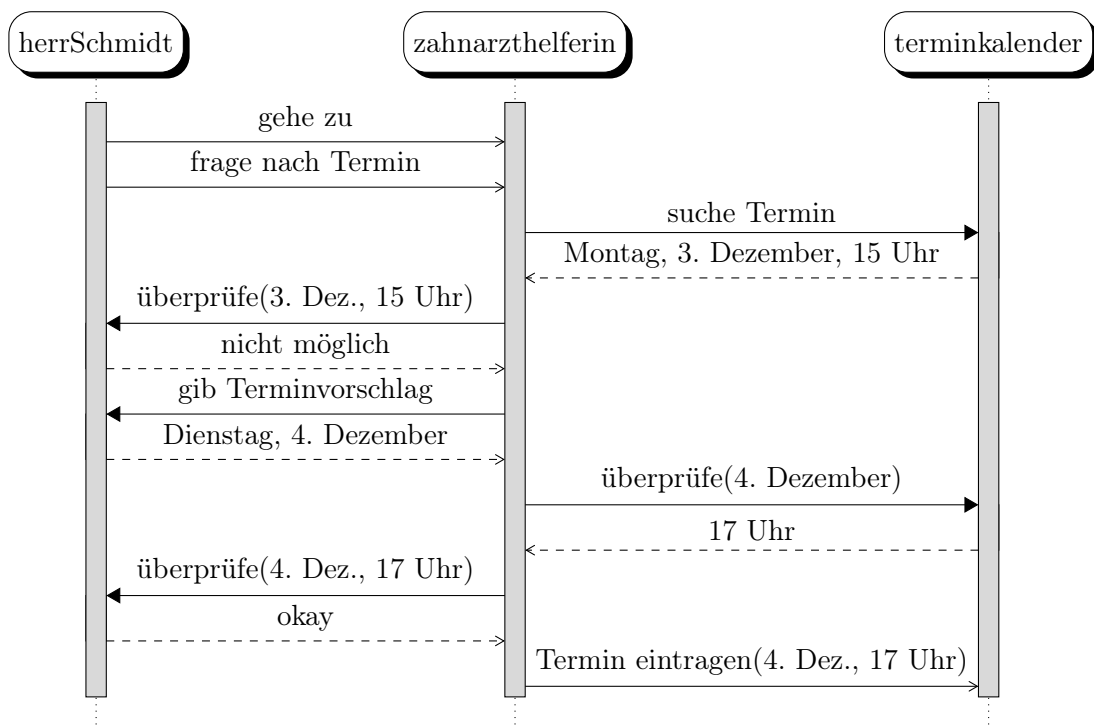 herrSchmidt
zahnarzthelferin
terminkalender
gehe zu
frage nach Termin
suche Termin
Montag, 3. Dezember, 15 Uhr
überprüfe(3. Dez., 15 Uhr)
nicht möglich
gib Terminvorschlag
Dienstag, 4. Dezember
überprüfe(4. Dezember)
17 Uhr
überprüfe(4. Dez., 17 Uhr)
okay
Termin eintragen(4. Dez., 17 Uhr)